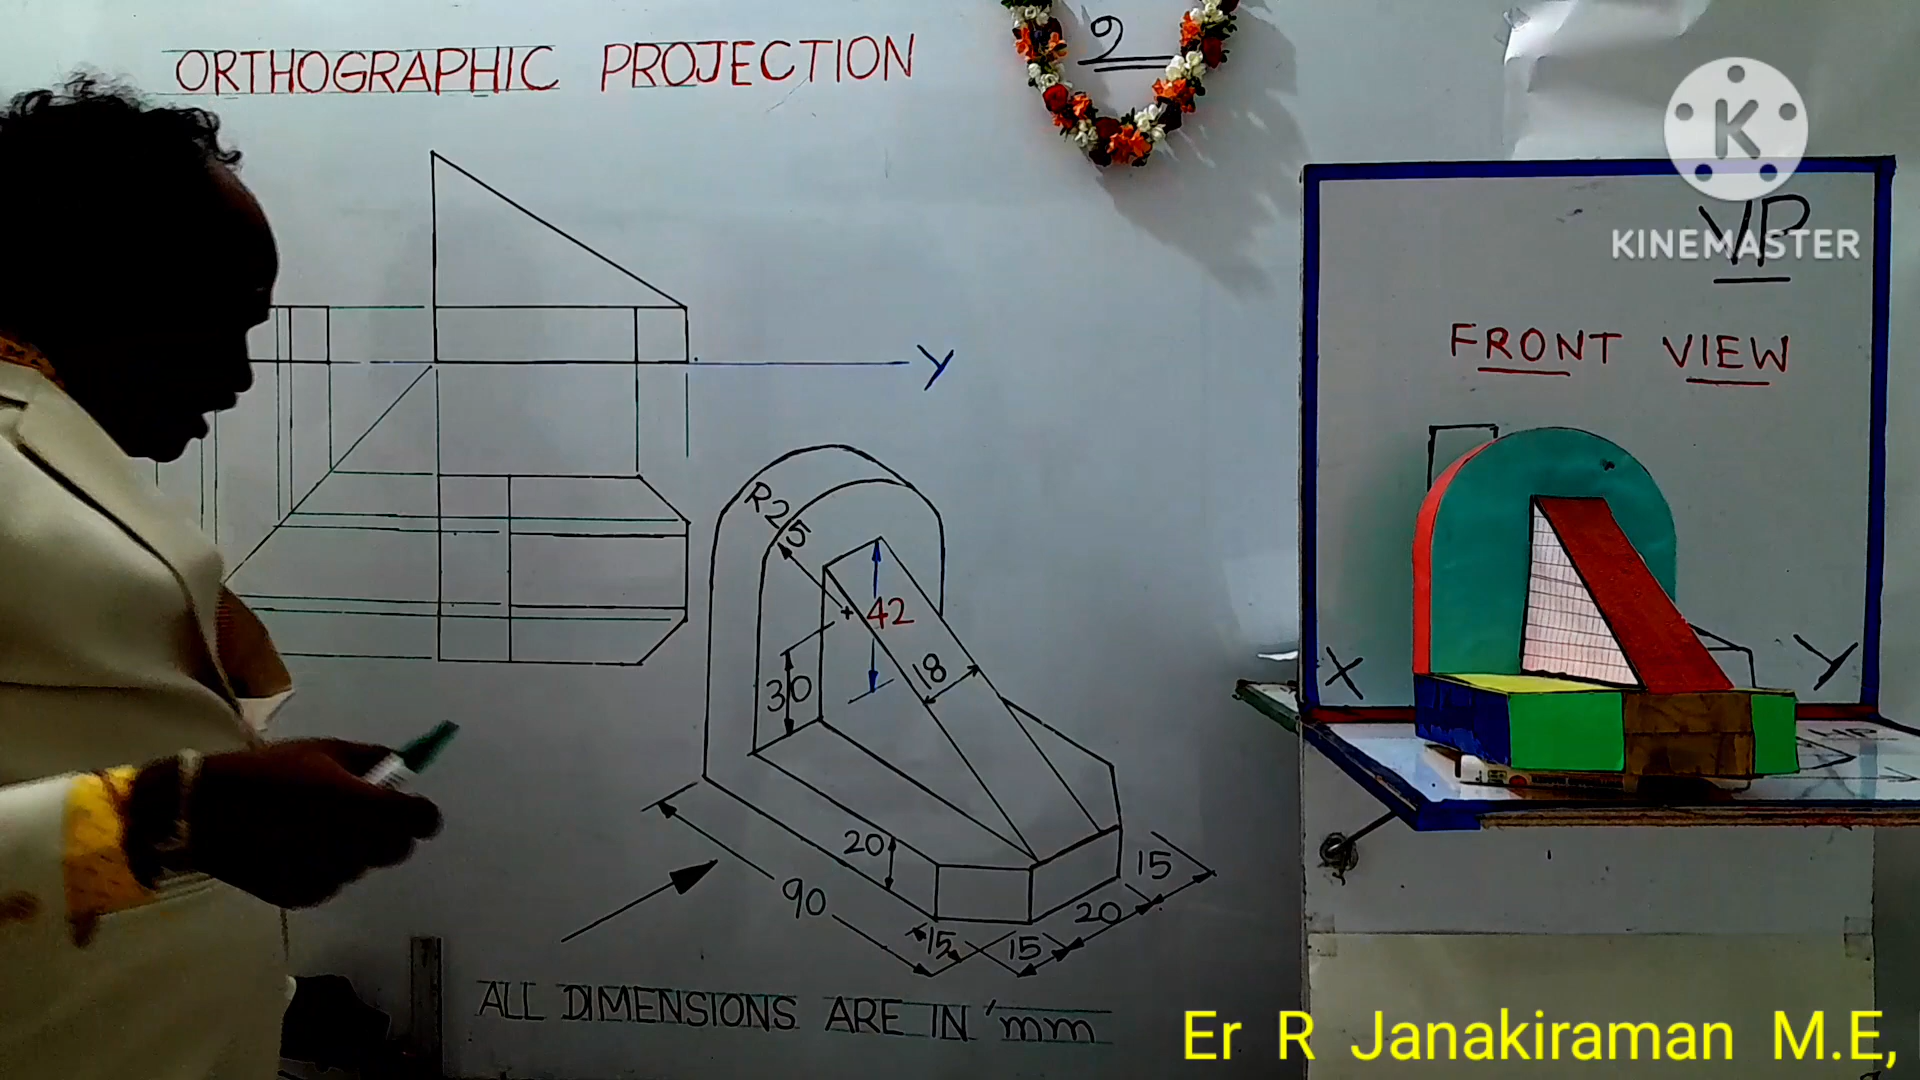 ORTHOGRAPHIC PROJECTION
K
KINEMASTER
VP
FRONT VIEW
Y
R25
42
18
30
X
Y
HP
20
15
90
20
15
15
ALL DIMENSIONS ARE IN 'mm
Er R Janakiraman M.E,